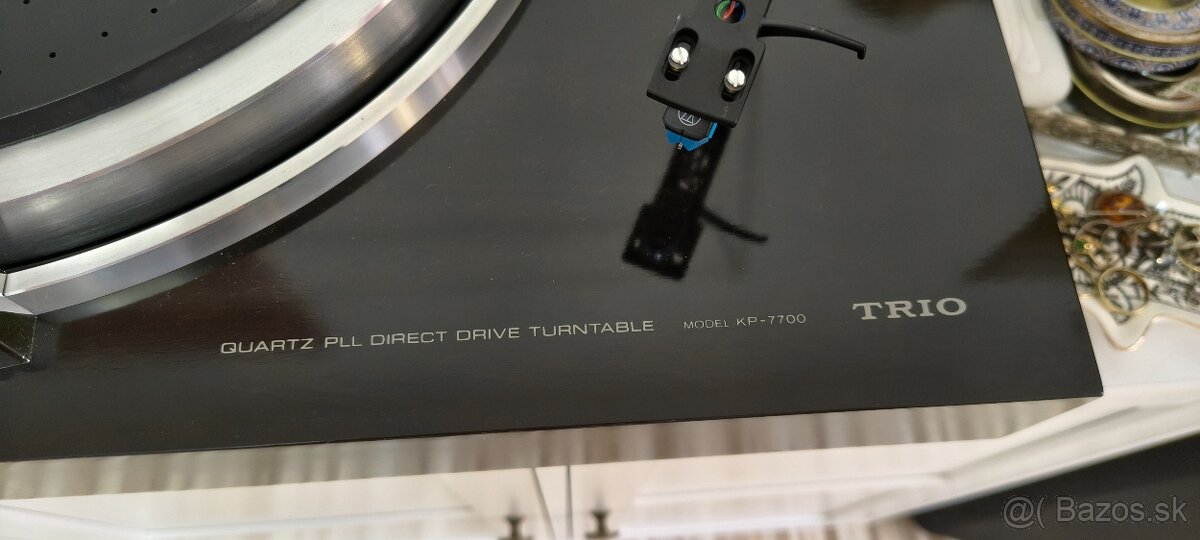 QUARTZ PLL DIRECT DRIVE TURNTABLE MODEL KP-7700 TRIO
@( Bazos.sk